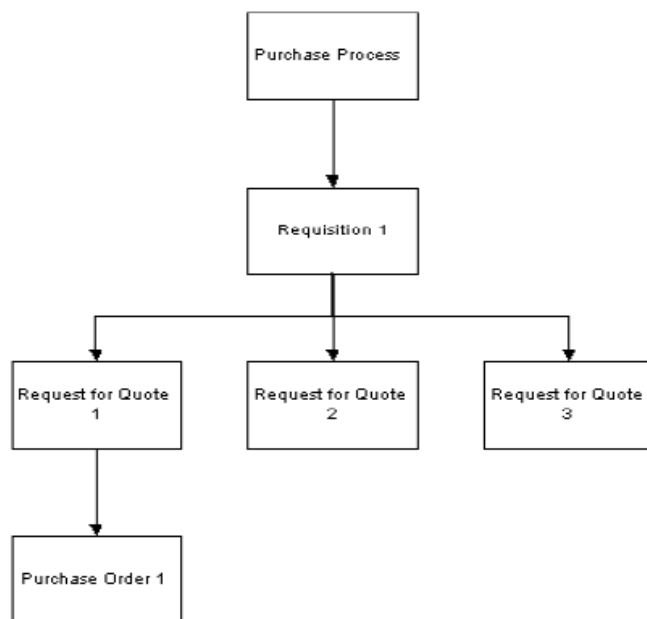 Purchase Process
Requisition 1
Request for Quote
1
Request for Quote
2
Request for Quote
3
Purchase Order 1